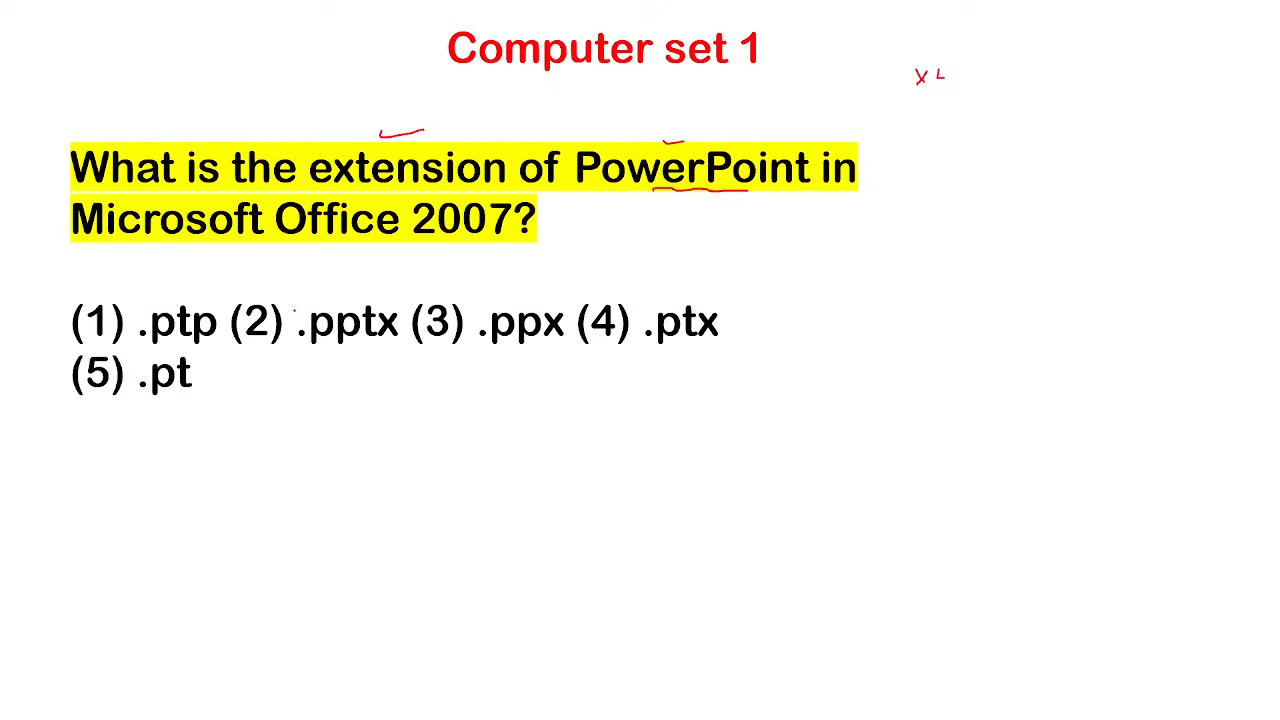 Computer set 1
What is the extension of PowerPoint in
Microsoft Office 2007?
(1) .ptp (2) .pptx (3) .ppx (4) .ptx
(5) .pt